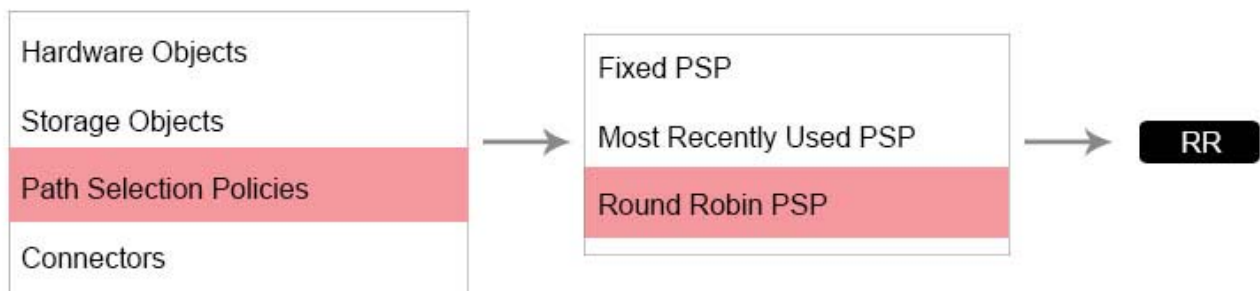 Hardware Objects
Storage Objects
Path Selection Policies
Connectors
Fixed PSP
Most Recently Used PSP
Round Robin PSP
RR